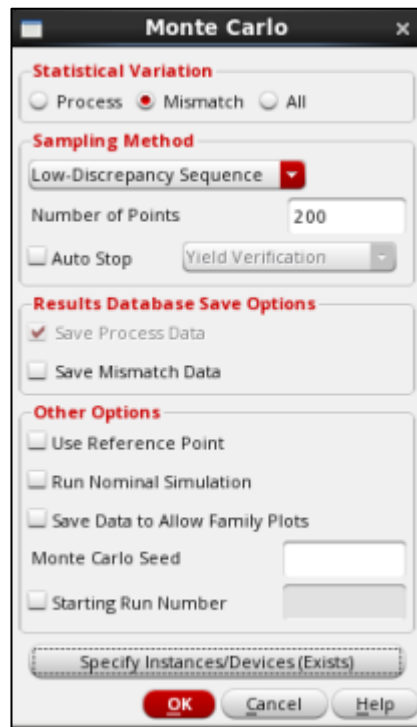 Monte Carlo
Statistical Variation
Process Mismatch All
Sampling Method
Low-Discrepancy Sequence
Number of Points 200
Auto Stop Yield Verification
Results Database Save Options
Save Process Data
Save Mismatch Data
Other Options
Use Reference Point
Run Nominal Simulation
Save Data to Allow Family Plots
Monte Carlo Seed
Starting Run Number
Specify Instances/Devices (Exists)
OK Cancel Help